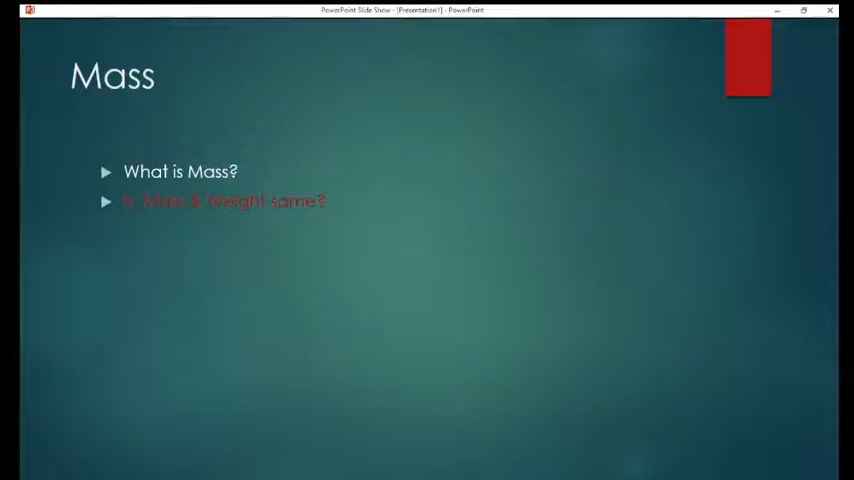 PowerPoint Slide Show - [Presentation1] - PowerPoint
Mass
What is Mass?
Is Mass & Weight same?